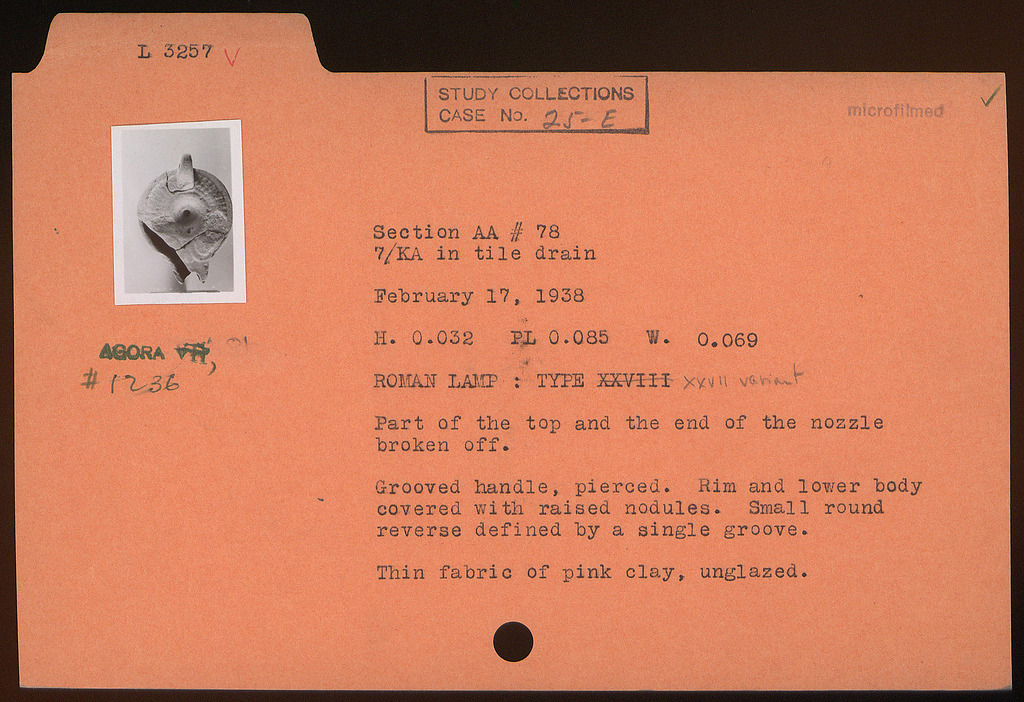 L 3257 V
STUDY COLLECTIONS
CASE No. 25-E
microfilmed
Section AA # 78
7/KA in tile drain
February 17, 1938
H. 0.032 PL 0.085 W. 0.069
AGORA VII,
#1236
ROMAN LAMP : TYPE XXVIII XXVII variant
Part of the top and the end of the nozzle
broken off.
Grooved handle, pierced. Rim and lower body
covered with raised nodules. Small round
reverse defined by a single groove.
Thin fabric of pink clay, unglazed.